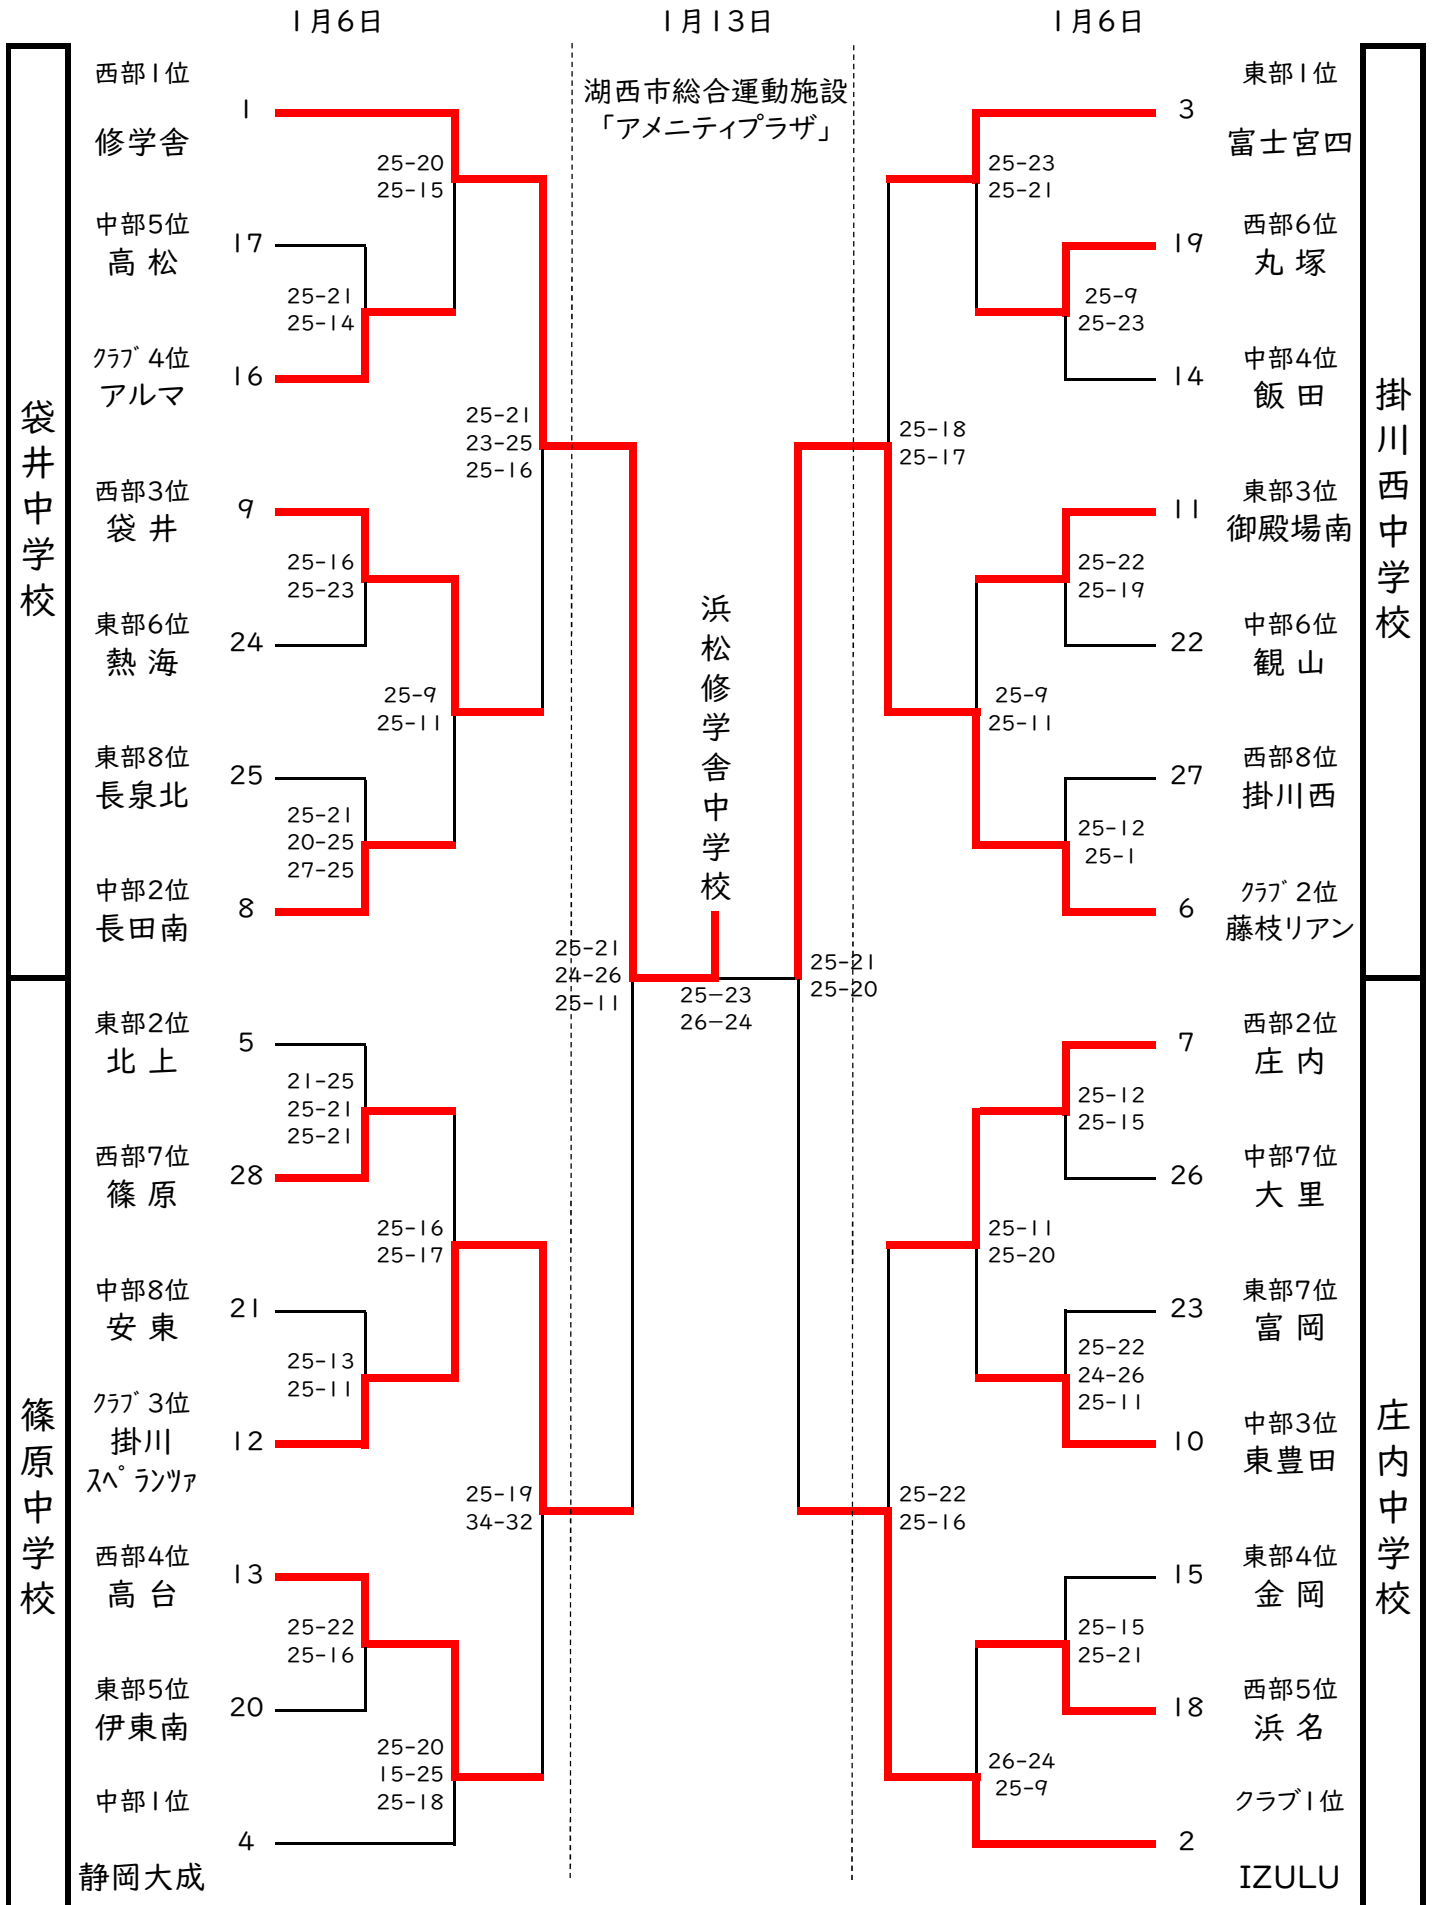 1月6日
1月13日
1月6日
湖西市総合運動施設
「アメニティプラザ」
袋井中学校
西部1位
1
修学舎
25-20
25-15
中部5位
17
高 松
25-21
25-14
クラブ 4位
16
アルマ
25-21
23-25
25-16
西部3位
9
袋 井
25-16
25-23
東部6位
24
熱 海
25-9
25-11
東部8位
25
長泉北
25-21
20-25
27-25
中部2位
8
長田南
篠原中学校
25-21
24-26
25-11
東部2位
5
北 上
21-25
25-21
25-21
西部7位
28
篠 原
25-16
25-17
中部8位
21
安 東
25-13
25-11
クラブ 3位
12
掛川
スペランツァ
25-19
34-32
西部4位
13
高 台
25-22
25-16
東部5位
20
伊東南
25-20
15-25
25-18
中部1位
4
静岡大成
浜松修学舎中学校
25-23
26-24
掛川西中学校
東部1位
3
富士宮四
25-23
25-21
西部6位
19
丸 塚
25-9
25-23
中部4位
14
飯 田
25-18
25-17
東部3位
11
御殿場南
25-22
25-19
中部6位
22
観 山
25-9
25-11
西部8位
27
掛川西
25-12
25-1
クラブ 2位
6
藤枝リアン
25-21
25-20
庄内中学校
西部2位
7
庄 内
25-12
25-15
中部7位
26
大 里
25-11
25-20
東部7位
23
富 岡
25-22
24-26
25-11
中部3位
10
東豊田
25-22
25-16
東部4位
15
金 岡
25-15
25-21
西部5位
18
浜 名
26-24
25-9
クラブ1位
2
IZULU